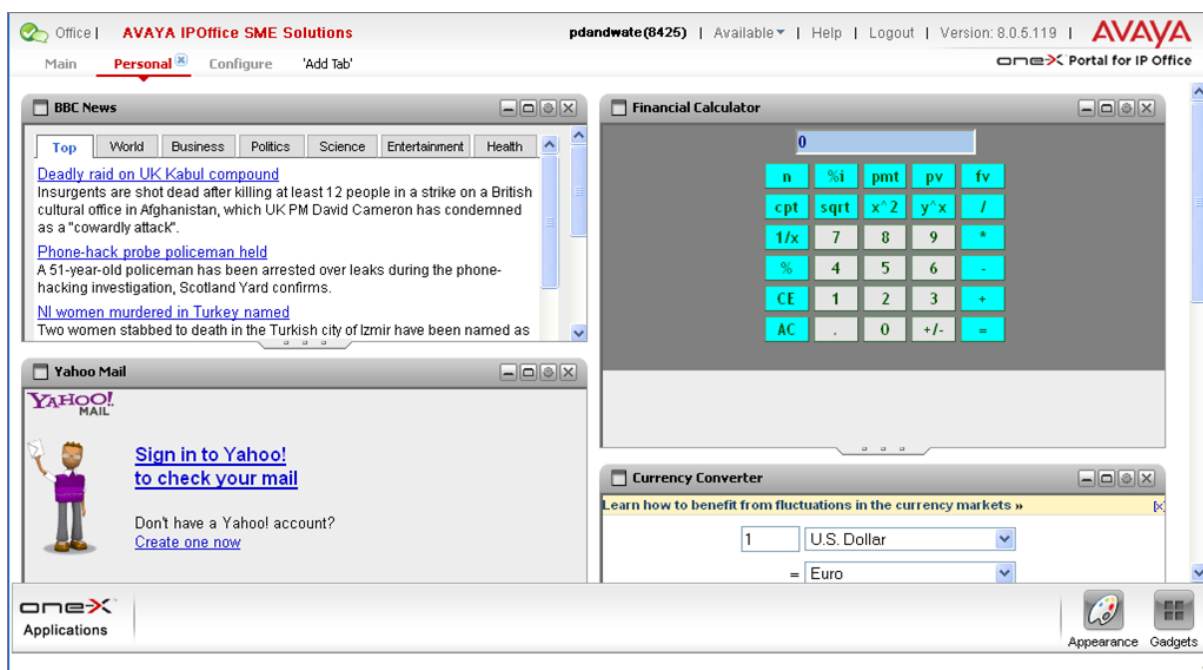 Office | AVAYA IPOffice SME Solutions pdandwate(8425) | Available | Help | Logout | Version: 8.0.5.119 | AVAYA
Main Personal Configure 'Add Tab' one-X Portal for IP Office
BBC News
Top World Business Politics Science Entertainment Health
Deadly raid on UK Kabul compound
Insurgents are shot dead after killing at least 12 people in a strike on a British
cultural office in Afghanistan, which UK PM David Cameron has condemned
as a "cowardly attack".
Phone-hack probe policeman held
A 51-year-old policeman has been arrested over leaks during the phone-
hacking investigation, Scotland Yard confirms.
NI women murdered in Turkey named
Two women stabbed to death in the Turkish city of Izmir have been named as
Yahoo Mail
YAHOO!
MAIL
Sign in to Yahoo!
to check your mail
Don't have a Yahoo! account?
Create one now
Financial Calculator
0
n %i pmt pv fv
cpt sqrt x^2 y^x /
1/x 7 8 9 *
% 4 5 6 -
CE 1 2 3 +
AC . 0 +/- =
Currency Converter
Learn how to benefit from fluctuations in the currency markets »
[x]
1 U.S. Dollar
= Euro
one-X
Applications
Appearance Gadgets